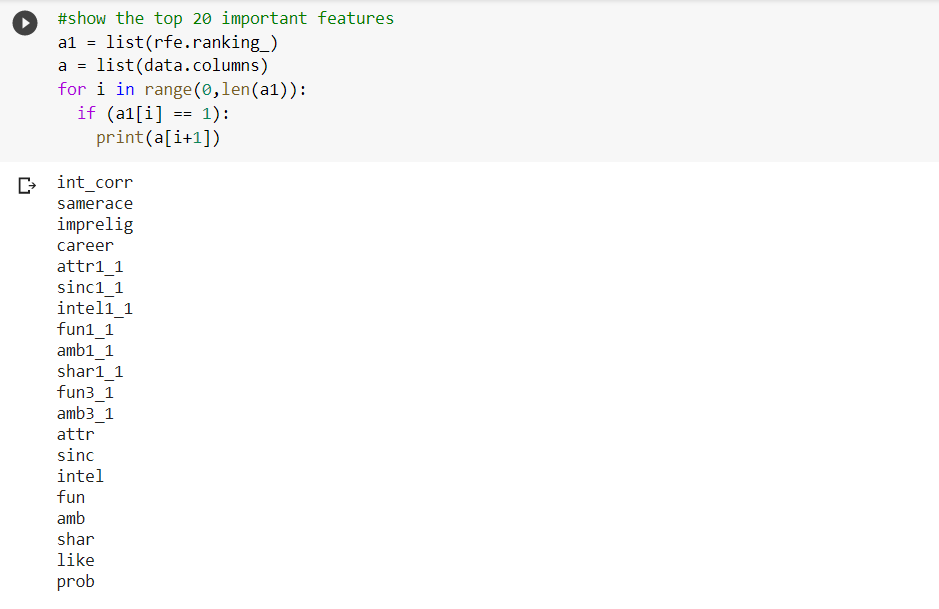 #show the top 20 important features
a1 = list(rfe.ranking_)
a = list(data.columns)
for i in range(0,len(a1)):
  if (a1[i] == 1):
    print(a[i+1])
int_corr
samerace
imprelig
career
attr1_1
sinc1_1
intel1_1
fun1_1
amb1_1
shar1_1
fun3_1
amb3_1
attr
sinc
intel
fun
amb
shar
like
prob